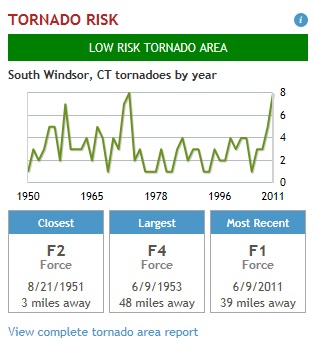 TORNADO RISK
i
LOW RISK TORNADO AREA
South Windsor, CT tornadoes by year
8
6
4
2
0
1950 1965 1978 1996 2011
Closest
F2
Force
8/21/1951
3 miles away
Largest
F4
Force
6/9/1953
48 miles away
Most Recent
F1
Force
6/9/2011
39 miles away
View complete tornado area report